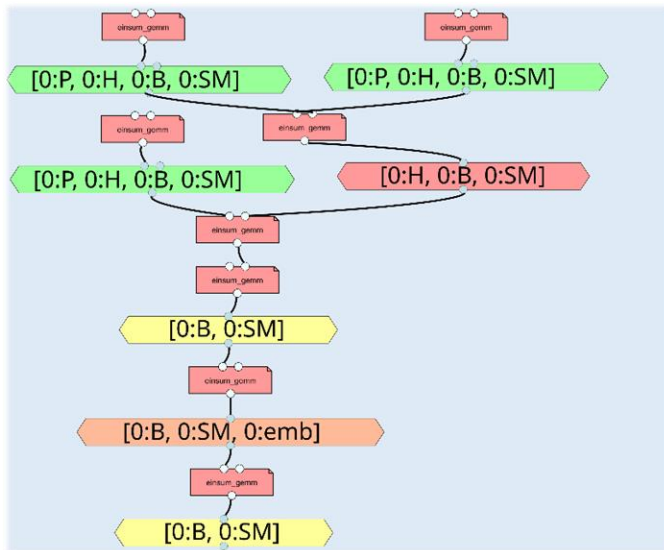 einsum_gemm
einsum_gemm
[0:P, 0:H, 0:B, 0:SM]
[0:P, 0:H, 0:B, 0:SM]
einsum_gemm
einsum_gemm
[0:P, 0:H, 0:B, 0:SM]
[0:H, 0:B, 0:SM]
einsum_gemm
einsum_gemm
[0:B, 0:SM]
einsum_gemm
[0:B, 0:SM, 0:emb]
einsum_gemm
[0:B, 0:SM]